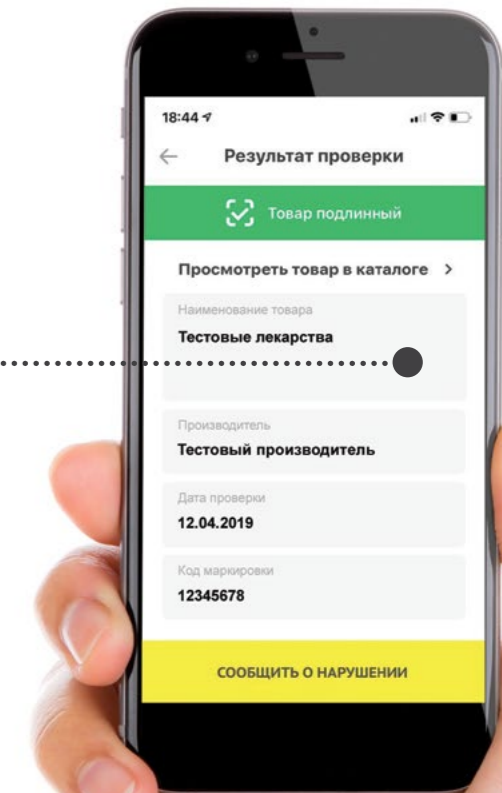 18:44
Результат проверки
Товар подлинный
Просмотреть товар в каталоге >
Наименование товара
Тестовые лекарства
Производитель
Тестовый производитель
Дата проверки
12.04.2019
Код маркировки
12345678
СООБЩИТЬ О НАРУШЕНИИ